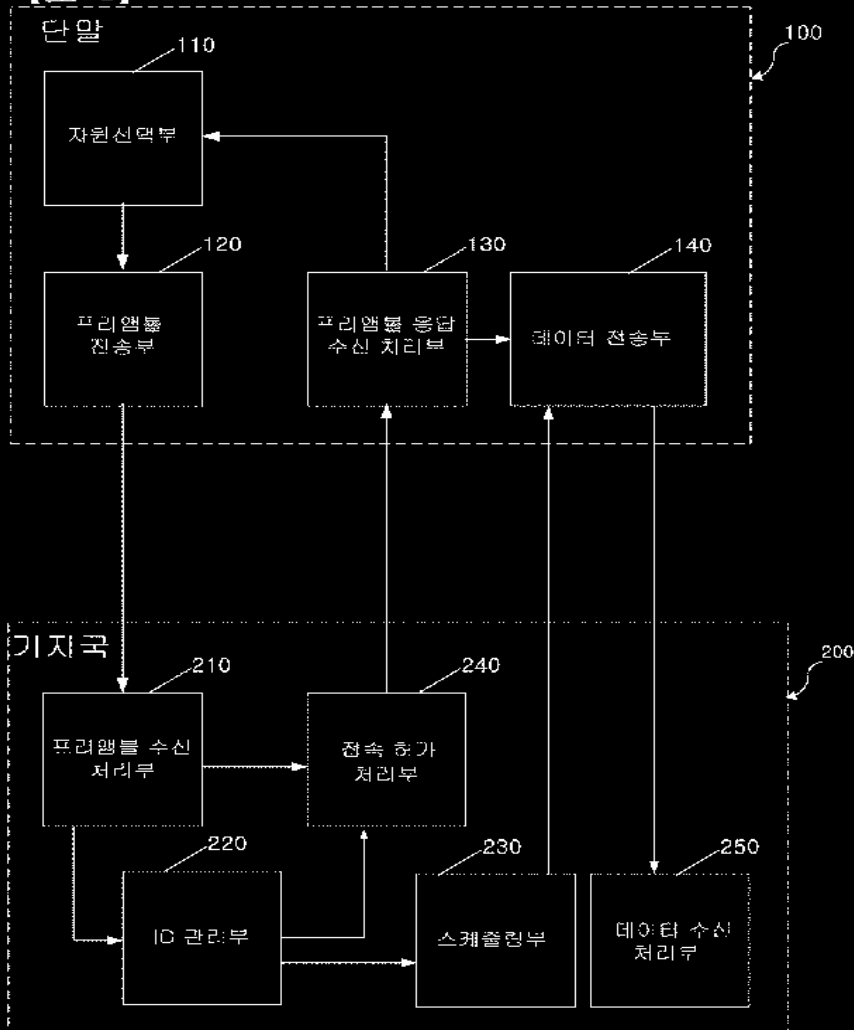 단말
100
110
자원선택부
120
130
140
프리앰블
전송부
프리앰블 응답
수신 처리부
데이터 전송부
기지국
200
210
240
프리앰블 수신
처리부
접속 허가
처리부
220
230
250
ID 관리부
스케줄링부
데이터 수신
처리부